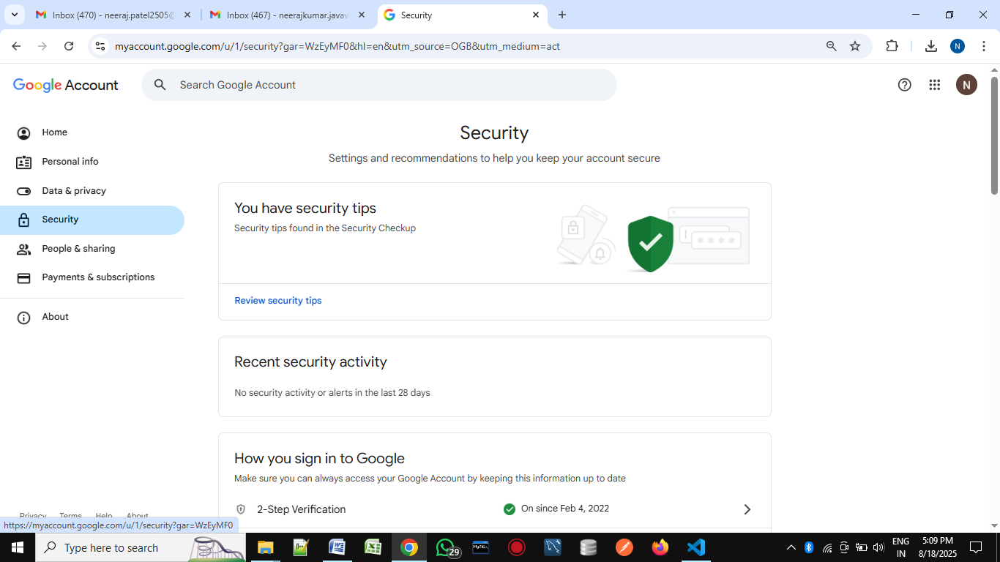 Inbox (470) - neeraj.patel2505@
Inbox (467) - neerajkumar.javav
Security
myaccount.google.com/u/1/security?gar=WzEyMF0&hl=en&utm_source=OGB&utm_medium=act
N
Google Account
Search Google Account
N
Home
Personal info
Data & privacy
Security
People & sharing
Payments & subscriptions
About
Security
Settings and recommendations to help you keep your account secure
You have security tips
Security tips found in the Security Checkup
Review security tips
Recent security activity
No security activity or alerts in the last 28 days
How you sign in to Google
Make sure you can always access your Google Account by keeping this information up to date
2-Step Verification
On since Feb 4, 2022
Privacy Terms Help About
https://myaccount.google.com/u/1/security?gar=WzEyMF0
Type here to search
29
MySQL
ENG
IN
5:09 PM
8/18/2025